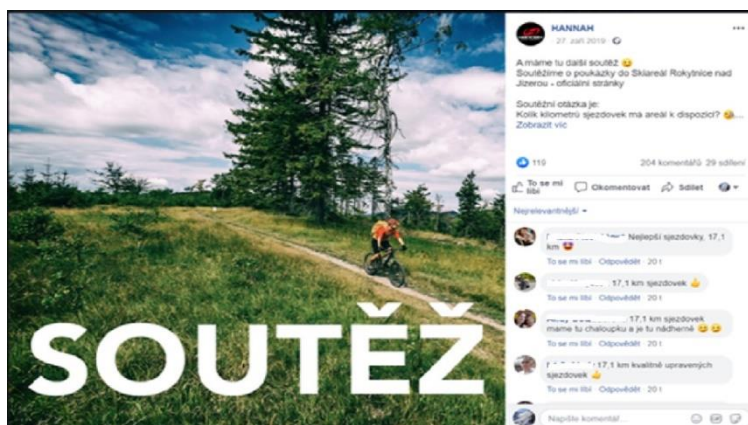 SOUTĚŽ
HANNAH
27. září 2019
A máme tu další soutěž
Soutěžíme o poukázky do Skiareál Rokytnice nad
Jizerou - oficiální stránky
Soutěžní otázka je:
Kolik kilometrů sjezdovek má areál k dispozici? ...
Zobrazit víc
119
204 komentářů 29 sdílení
To se mi líbí
Okomentovat
Sdílet
Nejrelevantnější
Nejlepší sjezdovky, 17,1
km
To se mi líbí · Odpovědět · 20 t
17,1 km sjezdovek
To se mi líbí · Odpovědět · 20 t
17,1 km sjezdovek
mame tu chaloupku a je tu nádherně
To se mi líbí · Odpovědět · 20 t
17,1 km kvalitně upravených
sjezdovek
To se mi líbí · Odpovědět · 20 t
Napište komentář...